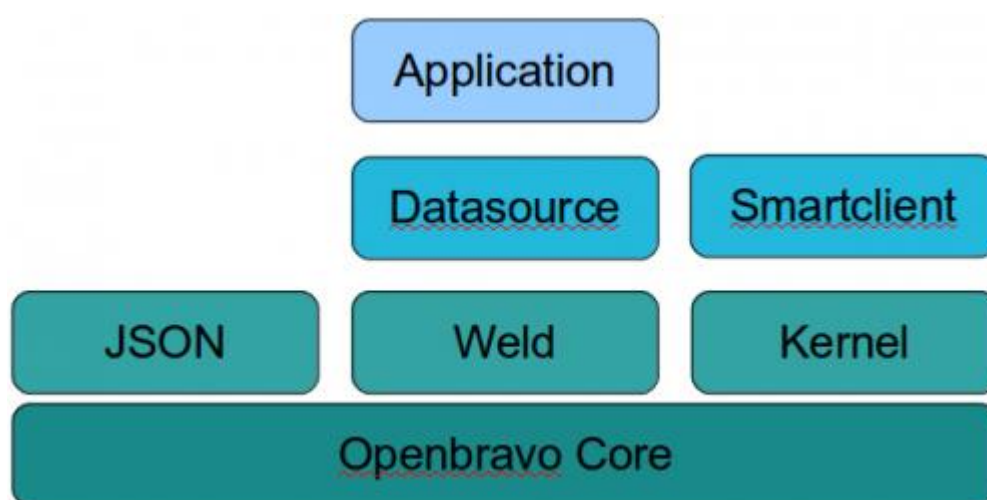 Application
Datasource Smartclient
JSON Weld Kernel
Openbravo Core